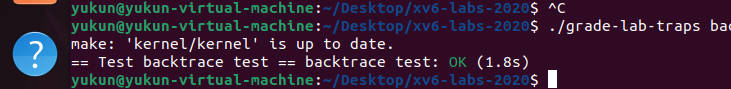 yukun@yukun-virtual-machine:~/Desktop/xv6-labs-2020$ ^C
yukun@yukun-virtual-machine:~/Desktop/xv6-labs-2020$ ./grade-lab-traps bac
make: 'kernel/kernel' is up to date.
== Test backtrace test == backtrace test: OK (1.8s)
yukun@yukun-virtual-machine:~/Desktop/xv6-labs-2020$
?